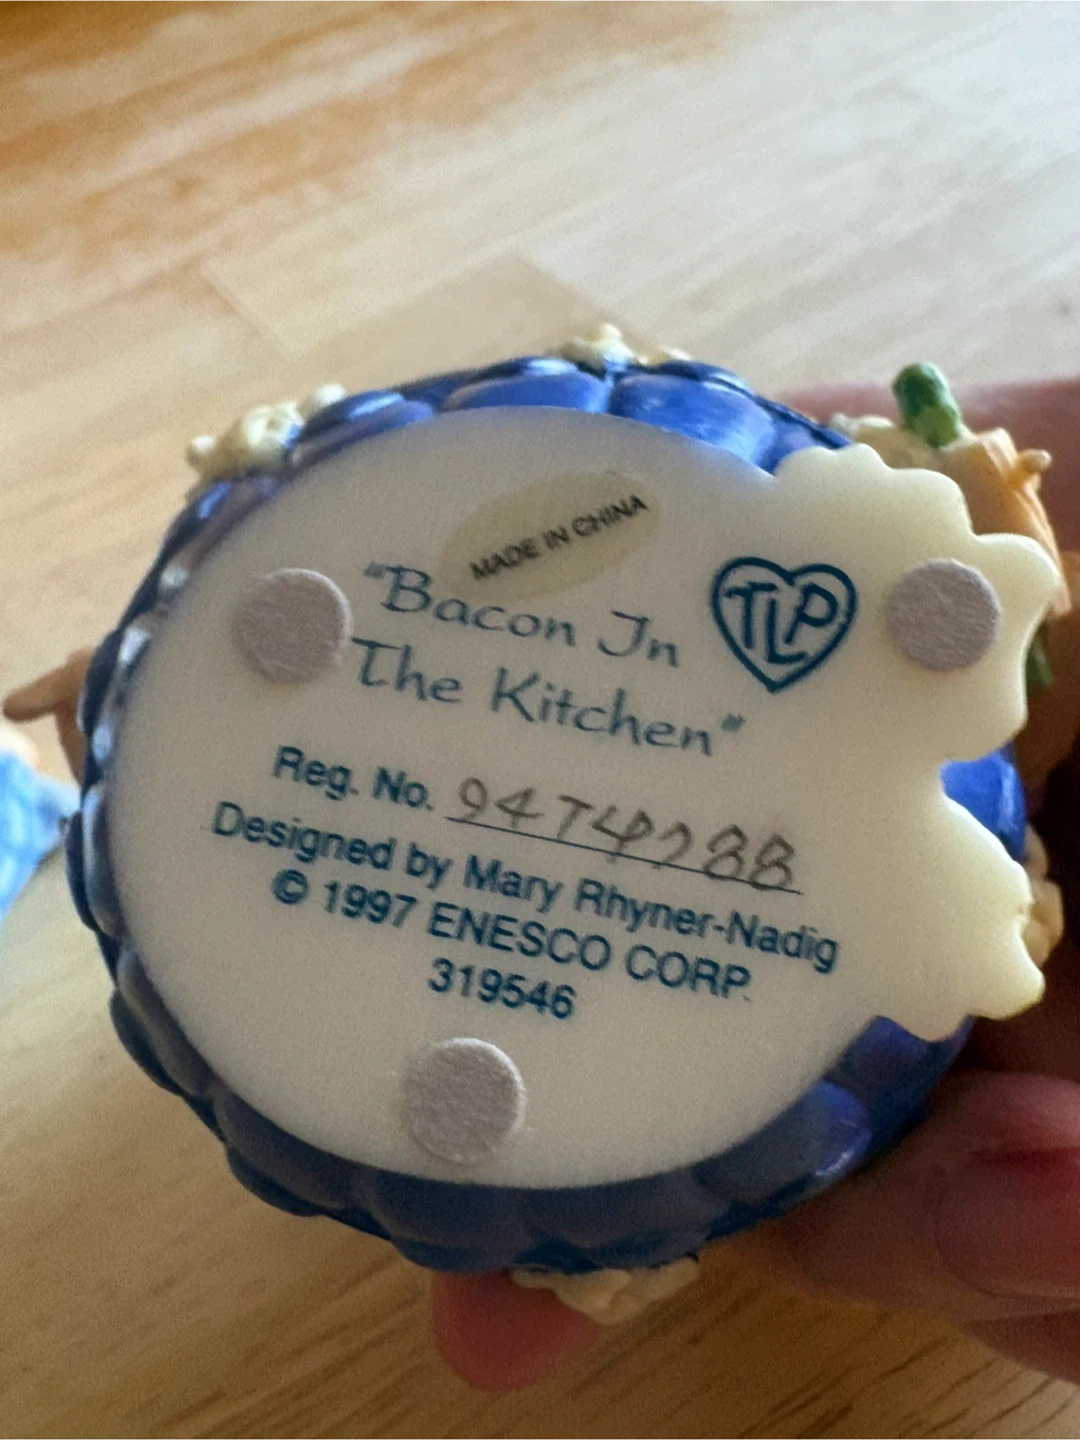 MADE IN CHINA
"Bacon In
The Kitchen"
TLP
Reg. No.
Designed by Mary Rhyner-Nadig
© 1997 ENESCO CORP.
319546